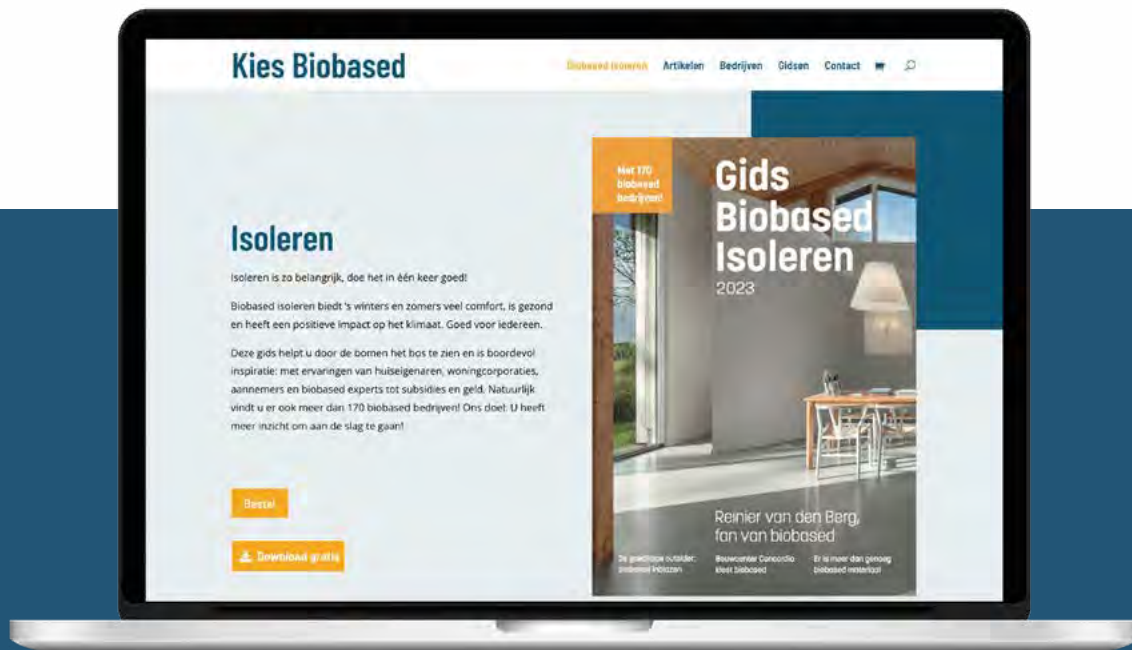 Kies Biobased
Biobased Isoleren Artikelen Bedrijven Gidsen Contact
Isoleren
Isoleren is zo belangrijk, doe het in één keer goed!
Biobased isoleren biedt 's winters en zomers veel comfort, is gezond
en heeft een positieve impact op het klimaat. Goed voor iedereen.
Deze gids helpt u door de bomen het bos te zien en is boordevol
inspiratie: met ervaringen van huiseigenaren, woningcorporaties,
aannemers en biobased experts tot subsidies en geld. Natuurlijk
vindt u er ook meer dan 170 biobased bedrijven! Ons doel: U heeft
meer inzicht om aan de slag te gaan!
Bestel
Download gratis
Met 170
biobased
bedrijven!
Gids
Biobased
Isoleren
2023
Reinier van den Berg,
fan van biobased
De goedkope outsider:
biobased inblazen
Bouwcenter Concordia
kiest biobased
Er is meer dan genoeg
biobased materiaal